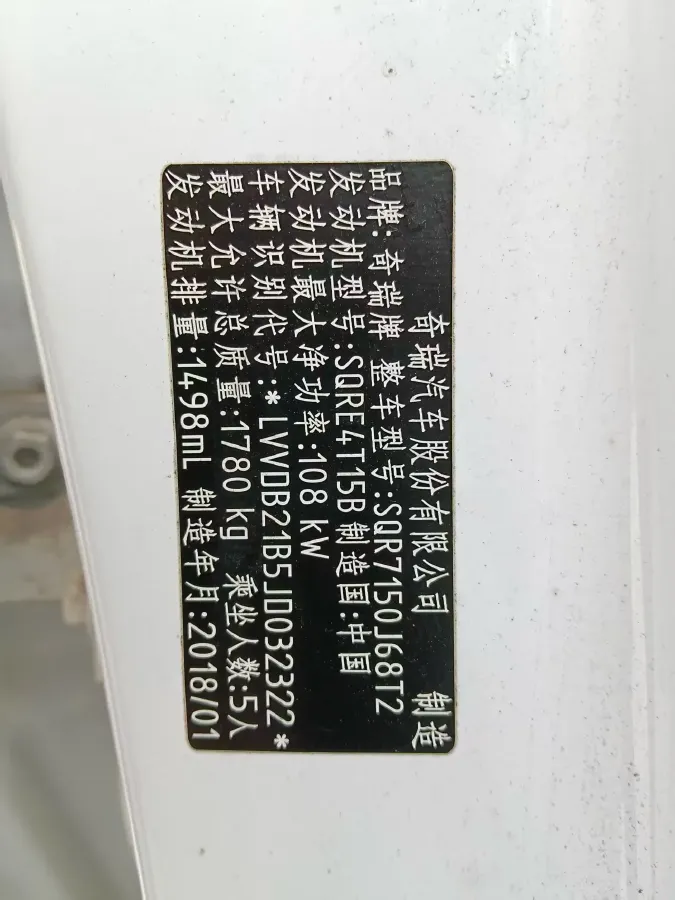 奇瑞汽车股份有限公司 制造
品牌: 奇瑞牌 整车型号:SQR7150J68T2
发动机型号:SQRE4T15B 制造国:中国
发动机最大净功率:108 kW
车辆识别代号:*LVVDB21B5JD032322*
最大允许总质量:1780 kg 乘坐人数:5人
发动机排量:1498mL 制造年月:2018/01